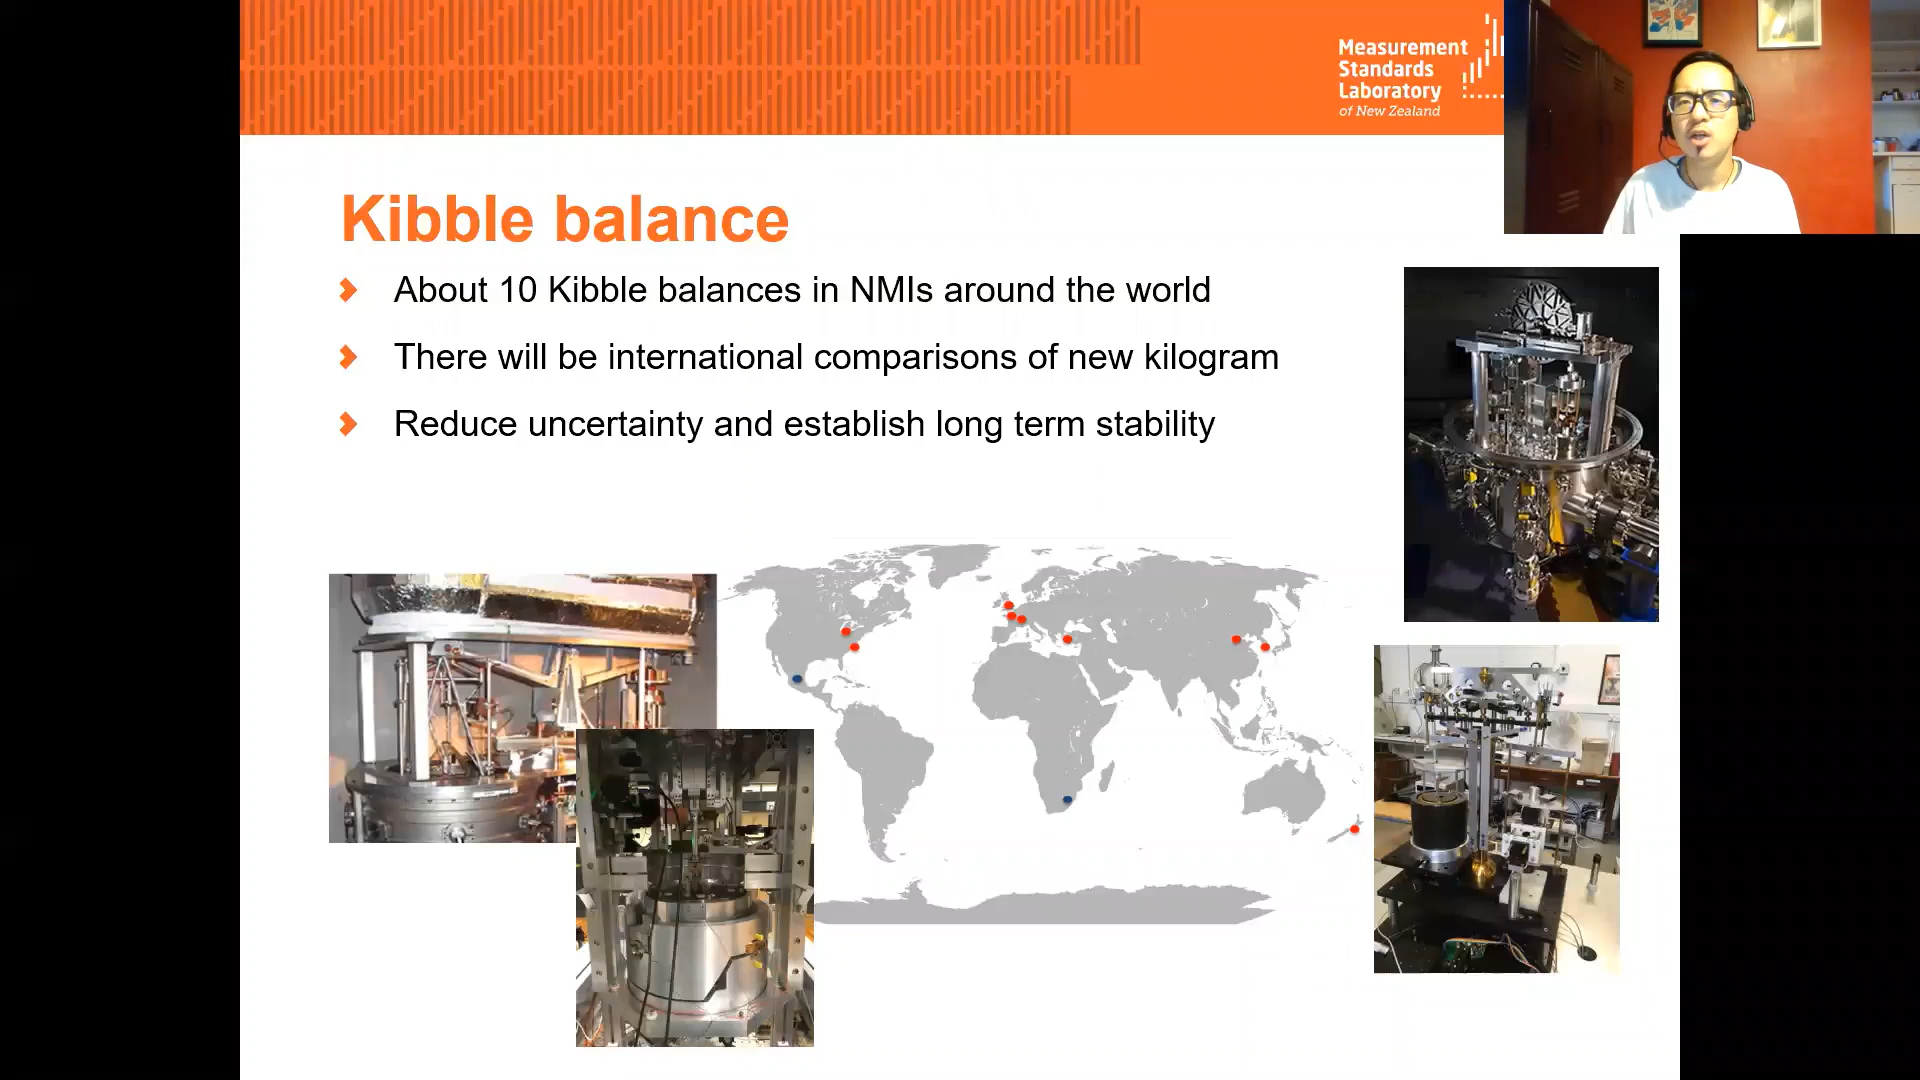 Measurement
Standards
Laboratory
of New Zealand
Kibble balance
About 10 Kibble balances in NMIs around the world
There will be international comparisons of new kilogram
Reduce uncertainty and establish long term stability